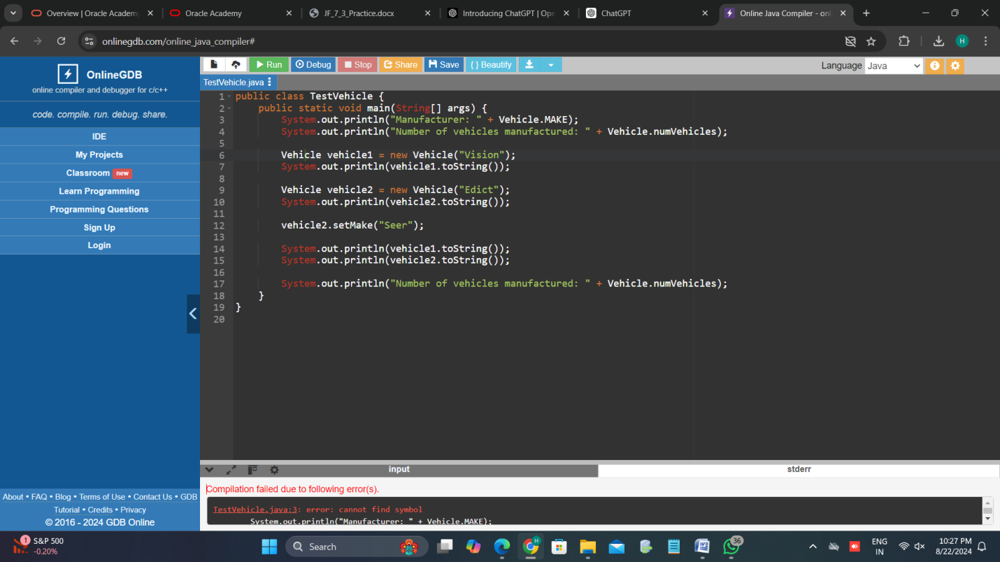 Overview | Oracle Academy
Oracle Academy
JF_7_3_Practice.docx
Introducing ChatGPT | Ope
ChatGPT
Online Java Compiler - onl
onlinegdb.com/online_java_compiler#
H
OnlineGDB
online compiler and debugger for c/c++
code. compile. run. debug. share.
IDE
My Projects
Classroom new
Learn Programming
Programming Questions
Sign Up
Login
About • FAQ • Blog • Terms of Use • Contact Us • GDB
Tutorial • Credits • Privacy
© 2016 - 2024 GDB Online
Run Debug Stop Share Save { } Beautify
Language Java
TestVehicle.java
1 public class TestVehicle {
2 public static void main(String[] args) {
3 System.out.println("Manufacturer: " + Vehicle.MAKE);
4 System.out.println("Number of vehicles manufactured: " + Vehicle.numVehicles);
5
6 Vehicle vehicle1 = new Vehicle("Vision");
7 System.out.println(vehicle1.toString());
8
9 Vehicle vehicle2 = new Vehicle("Edict");
10 System.out.println(vehicle2.toString());
11
12 vehicle2.setMake("Seer");
13
14 System.out.println(vehicle1.toString());
15 System.out.println(vehicle2.toString());
16
17 System.out.println("Number of vehicles manufactured: " + Vehicle.numVehicles);
18 }
19 }
20
input
stderr
Compilation failed due to following error(s).
TestVehicle.java:3: error: cannot find symbol
System.out.println("Manufacturer: " + Vehicle.MAKE);
1
S&P 500
-0.20%
Search
H
36
ENG
IN
10:27 PM
8/22/2024